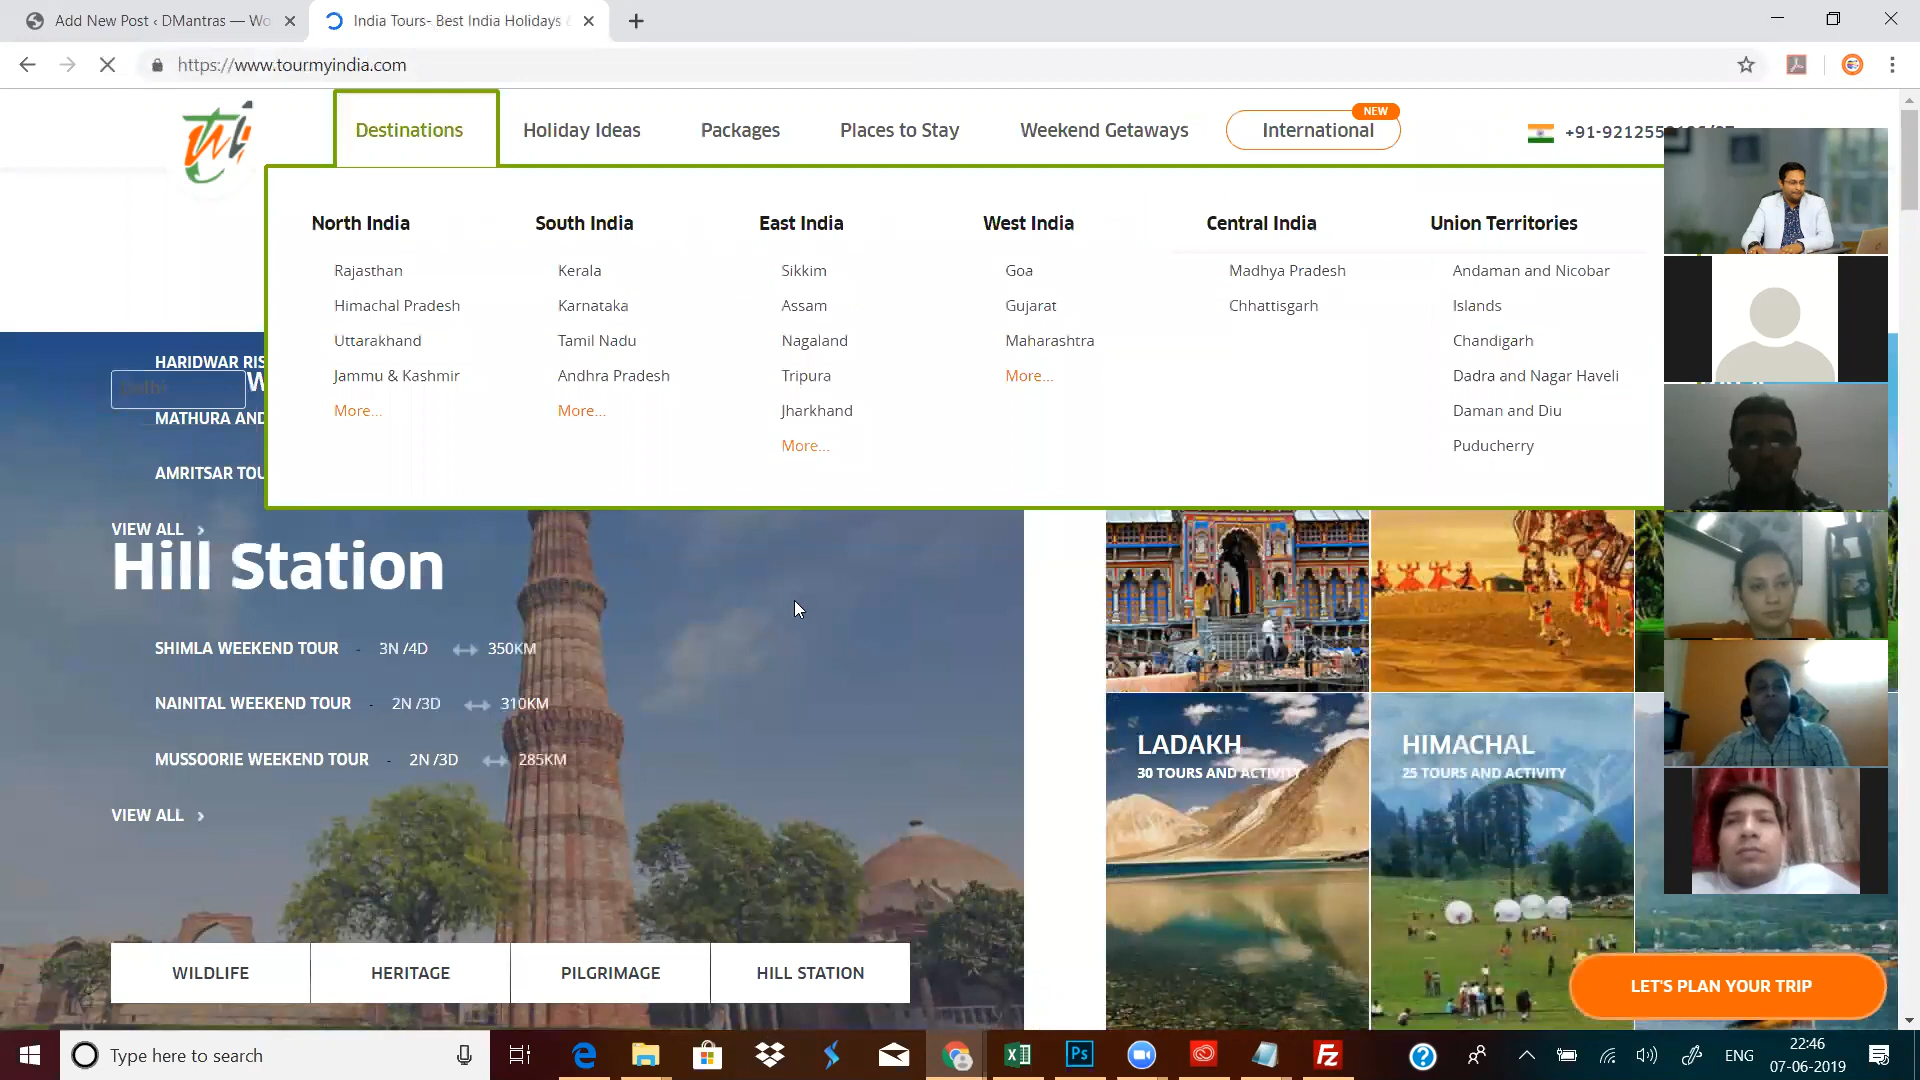 Add New Post ‹ DMantras — Wo
India Tours- Best India Holidays
https://www.tourmyindia.com
Destinations
Holiday Ideas
Packages
Places to Stay
Weekend Getaways
International
NEW
North India
Rajasthan
Himachal Pradesh
Uttarakhand
Jammu & Kashmir
More...
South India
Kerala
Karnataka
Tamil Nadu
Andhra Pradesh
More...
East India
Sikkim
Assam
Nagaland
Tripura
Jharkhand
More...
West India
Goa
Gujarat
Maharashtra
More...
Central India
Madhya Pradesh
Chhattisgarh
Union Territories
Andaman and Nicobar
Islands
Chandigarh
Dadra and Nagar Haveli
Daman and Diu
Puducherry
HARIDWAR RIS
Delhi
MATHURA AND
AMRITSAR TOU
VIEW ALL
Hill Station
SHIMLA WEEKEND TOUR - 3N /4D 350KM
NAINITAL WEEKEND TOUR - 2N /3D 310KM
MUSSOORIE WEEKEND TOUR - 2N /3D 285KM
VIEW ALL
WILDLIFE
HERITAGE
PILGRIMAGE
HILL STATION
LADAKH
30 TOURS AND ACTIVITY
HIMACHAL
25 TOURS AND ACTIVITY
LET'S PLAN YOUR TRIP
Type here to search
ENG
22:46
07-06-2019